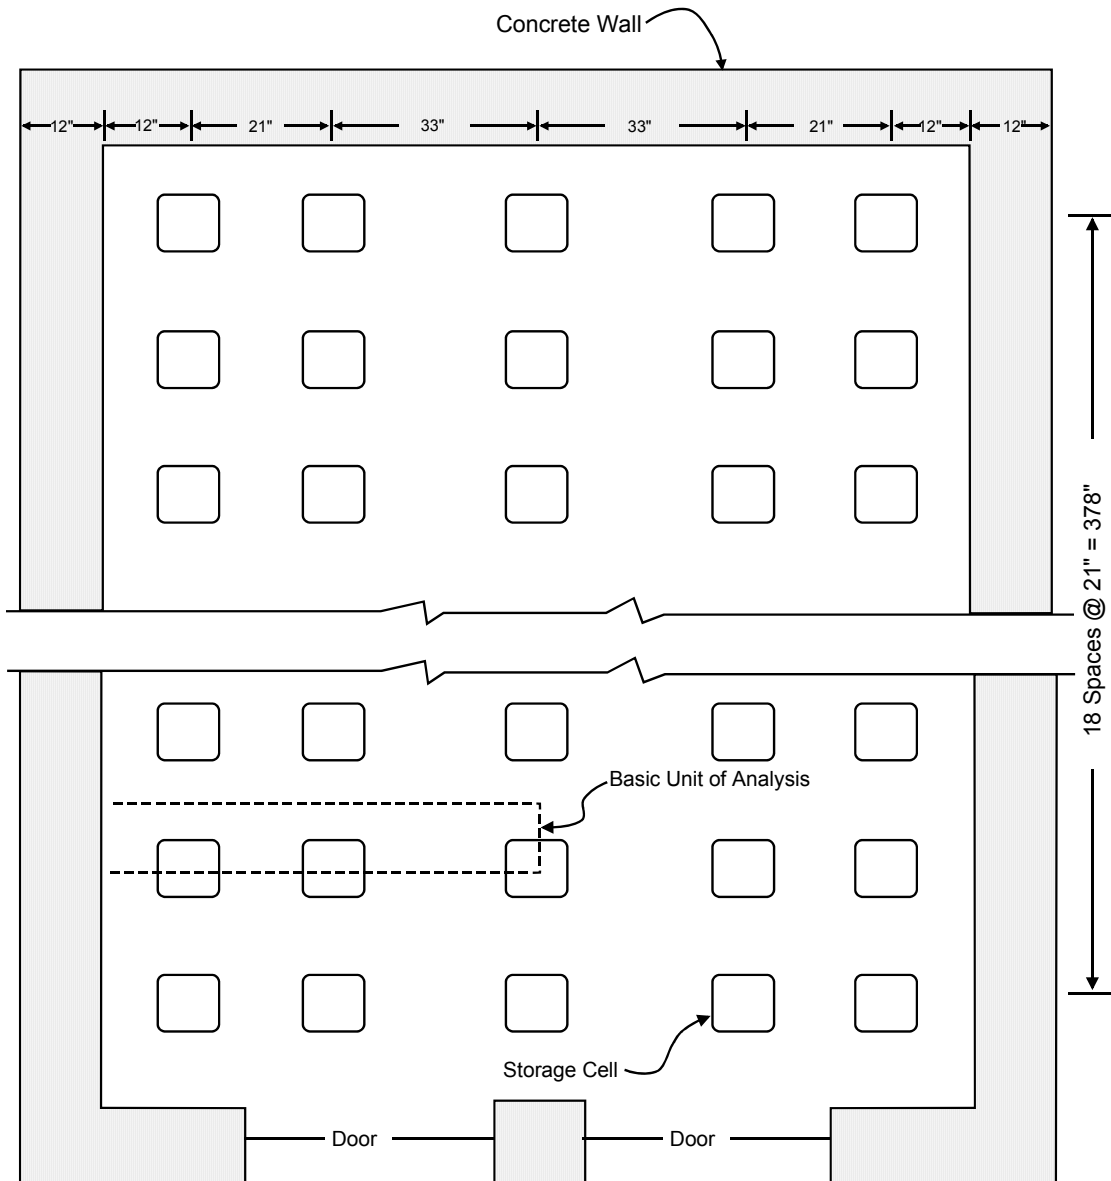 Concrete Wall
12" 12" 21" 33" 33" 21" 12" 12"
18 Spaces @ 21" = 378"
Basic Unit of Analysis
Storage Cell
Door Door